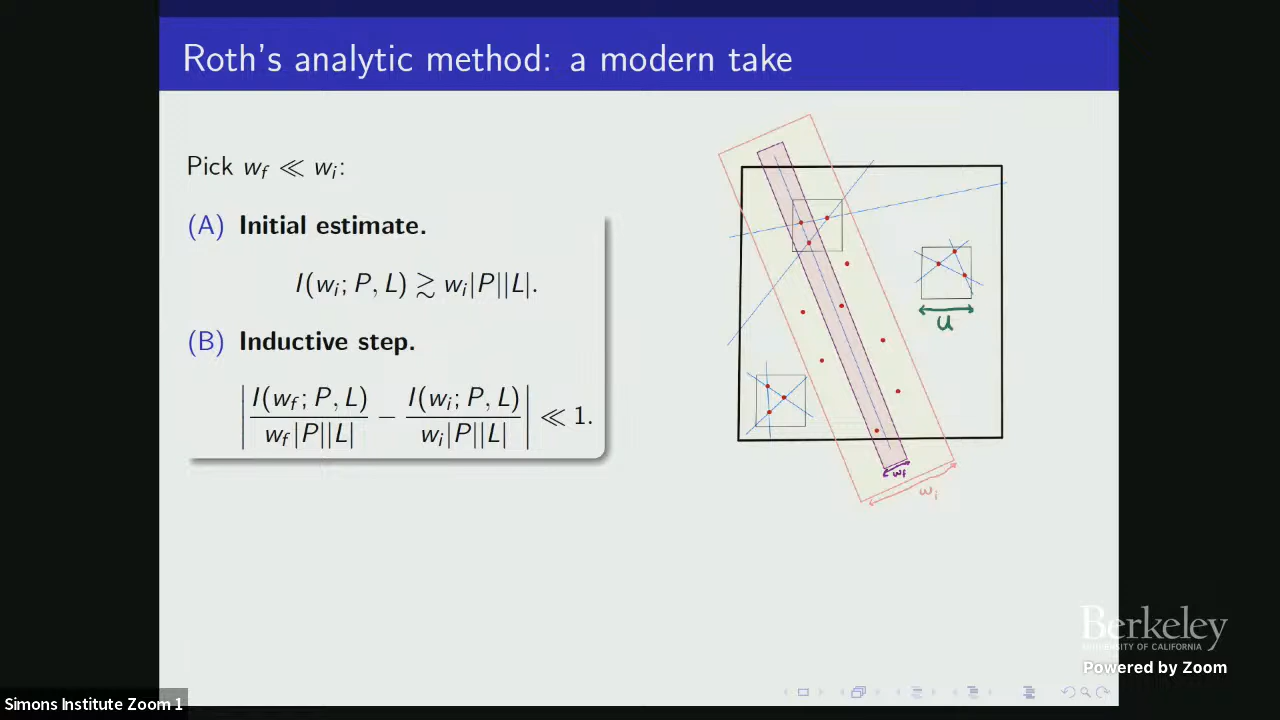 Roth's analytic method: a modern take
Pick w_f ≪ w_i:
(A) Initial estimate.
I(w_i; P, L) ≳ w_i|P||L|.
(B) Inductive step.
| I(w_f; P, L) / w_f|P||L| − I(w_i; P, L) / w_i|P||L| | ≪ 1.
u
w_f
w_i
Berkeley
UNIVERSITY OF CALIFORNIA
Powered by Zoom
Simons Institute Zoom 1